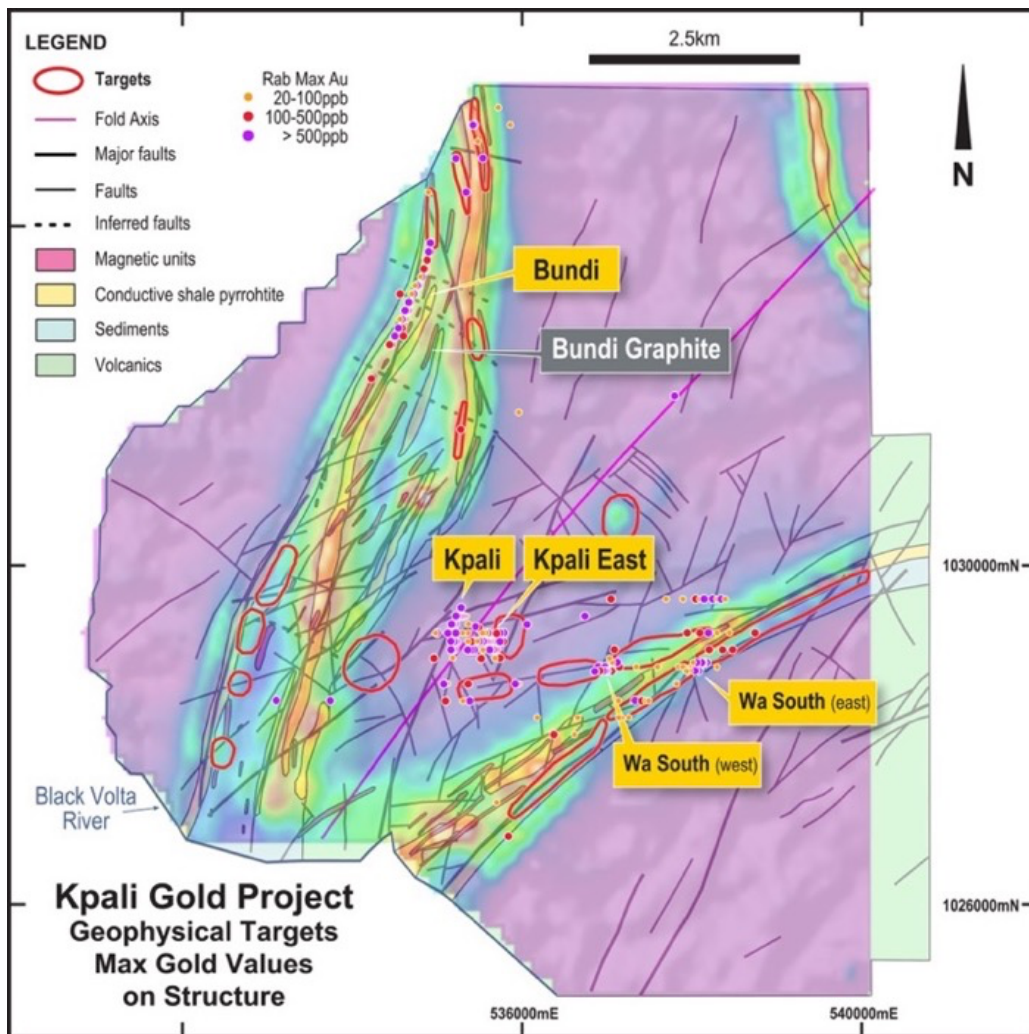 LEGEND
Targets
Fold Axis
Major faults
Faults
Inferred faults
Magnetic units
Conductive shale pyrrhotite
Sediments
Volcanics
Rab Max Au
20-100ppb
100-500ppb
> 500ppb
2.5km
N
Bundi
Bundi Graphite
Kpali
Kpali East
1030000mN
Wa South (east)
Wa South (west)
Black Volta
River
1026000mN
Kpali Gold Project
Geophysical Targets
Max Gold Values
on Structure
536000mE
540000mE